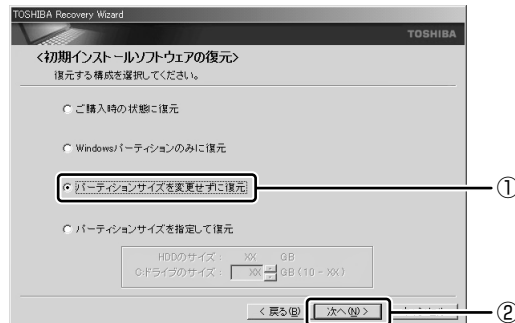 TOSHIBA Recovery Wizard
TOSHIBA
<初期インストールソフトウェアの復元>
復元する構成を選択してください。
ご購入時の状態に復元
Windowsパーティションのみに復元
パーティションサイズを変更せずに復元
①
パーティションサイズを指定して復元
HDDのサイズ: XX GB
C:ドライブのサイズ: XX GB (10 - XX)
< 戻る(B) 次へ(N) >
②